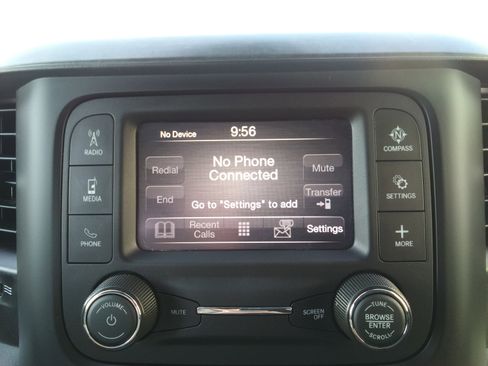 No Device
9:56
RADIO
MEDIA
PHONE
Redial
End
No Phone
Connected
Mute
Transfer
Go to "Settings" to add
Recent
Calls
Settings
N
COMPASS
SETTINGS
+
MORE
VOLUME
MUTE
SCREEN
OFF
TUNE
BROWSE
ENTER
SCROLL